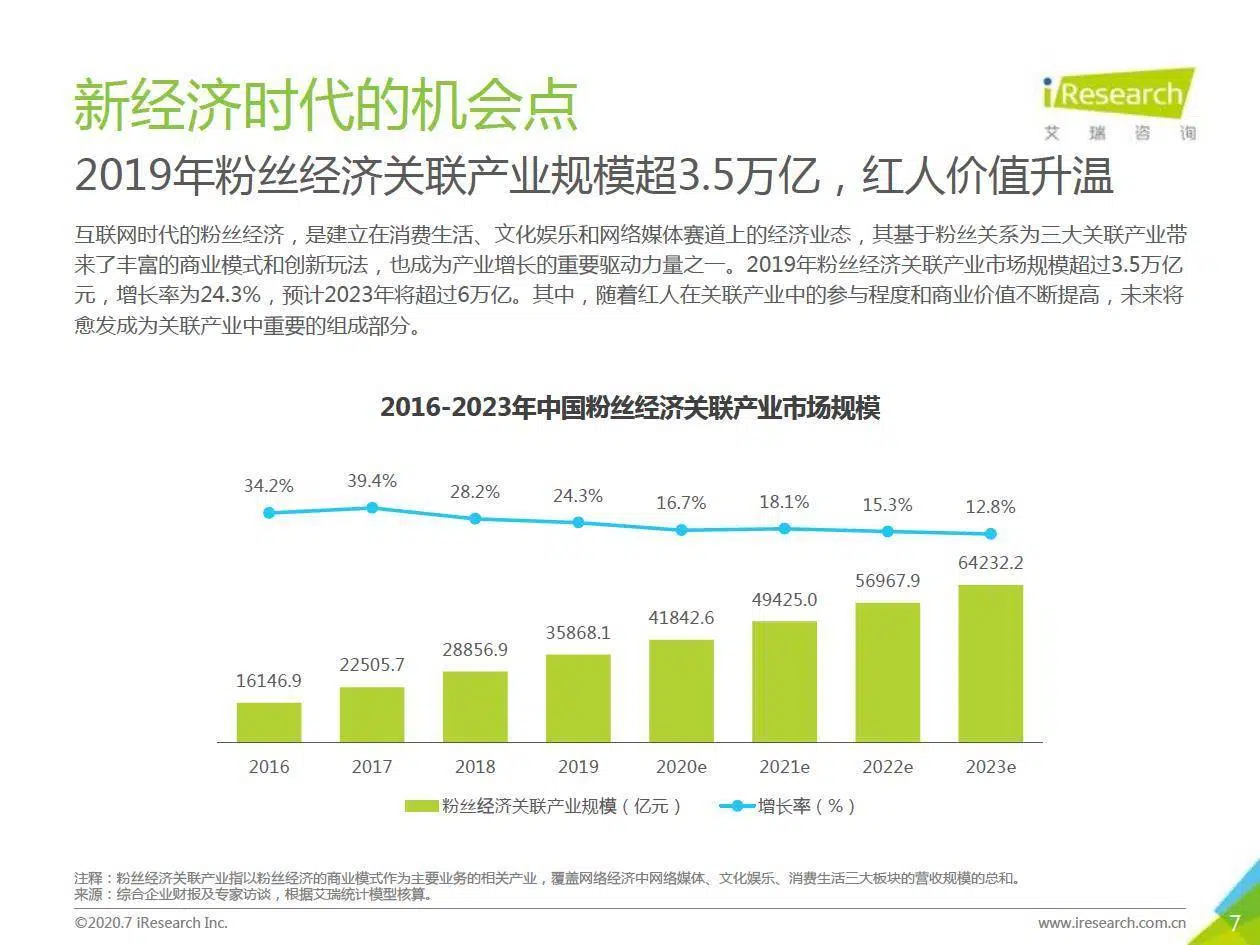 新经济时代的机会点
iResearch
艾瑞咨询
2019年粉丝经济关联产业规模超3.5万亿，红人价值升温
互联网时代的粉丝经济，是建立在消费生活、文化娱乐和网络媒体赛道上的经济业态，其基于粉丝关系为三大关联产业带
来了丰富的商业模式和创新玩法，也成为产业增长的重要驱动力量之一。2019年粉丝经济关联产业市场规模超过3.5万亿
元，增长率为24.3%，预计2023年将超过6万亿。其中，随着红人在关联产业中的参与程度和商业价值不断提高，未来将
愈发成为关联产业中重要的组成部分。
2016-2023年中国粉丝经济关联产业市场规模
34.2% 39.4% 28.2% 24.3% 16.7% 18.1% 15.3% 12.8%
16146.9 22505.7 28856.9 35868.1 41842.6 49425.0 56967.9 64232.2
2016 2017 2018 2019 2020e 2021e 2022e 2023e
粉丝经济关联产业规模（亿元） 增长率（%）
注释：粉丝经济关联产业指以粉丝经济的商业模式作为主要业务的相关产业，覆盖网络经济中网络媒体、文化娱乐、消费生活三大板块的营收规模的总和。
来源：综合企业财报及专家访谈，根据艾瑞统计模型核算。
©2020.7 iResearch Inc. www.iresearch.com.cn 7